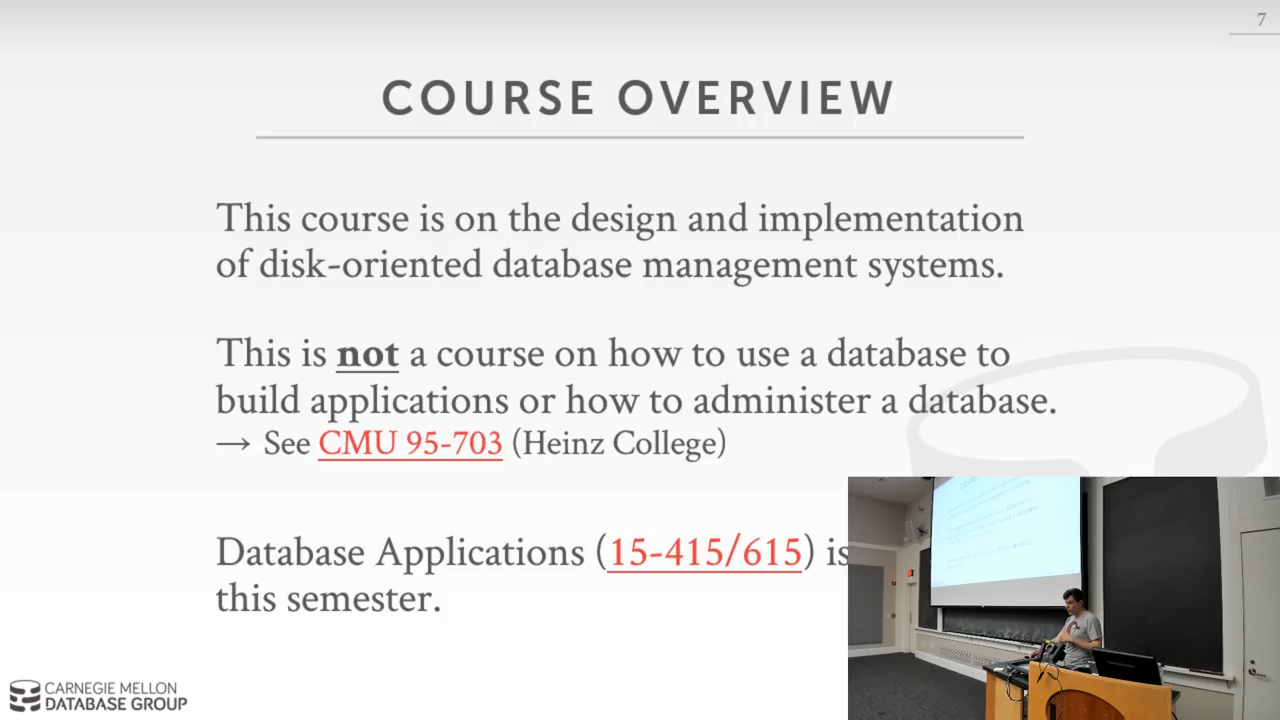 7
COURSE OVERVIEW
This course is on the design and implementation
of disk-oriented database management systems.
This is not a course on how to use a database to
build applications or how to administer a database.
→ See CMU 95-703 (Heinz College)
Database Applications (15-415/615) is
this semester.
CARNEGIE MELLON
DATABASE GROUP